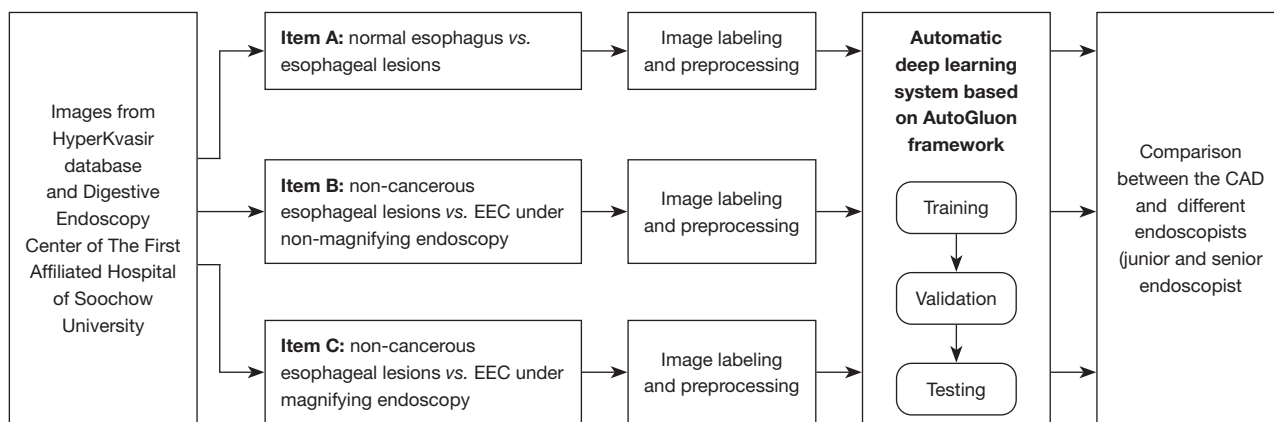 Images from
HyperKvasir
database
and Digestive
Endoscopy
Center of The First
Affiliated Hospital
of Soochow
University
Item A: normal esophagus vs.
esophageal lesions
Image labeling
and preprocessing
Item B: non-cancerous
esophageal lesions vs. EEC under
non-magnifying endoscopy
Image labeling
and preprocessing
Item C: non-cancerous
esophageal lesions vs. EEC under
magnifying endoscopy
Image labeling
and preprocessing
Automatic
deep learning
system based
on AutoGluon
framework
Training
Validation
Testing
Comparison
between the CAD
and different
endoscopists
(junior and senior
endoscopist